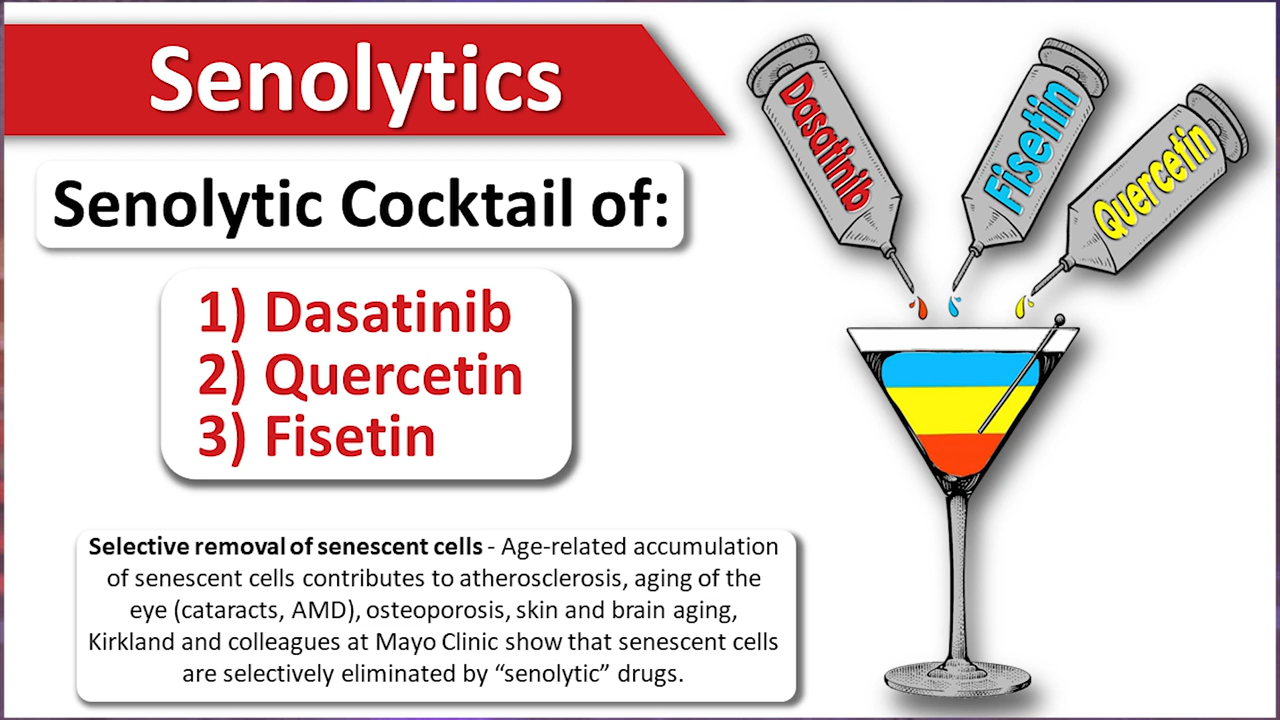 Senolytics
Senolytic Cocktail of:
1) Dasatinib
2) Quercetin
3) Fisetin
Selective removal of senescent cells - Age-related accumulation
of senescent cells contributes to atherosclerosis, aging of the
eye (cataracts, AMD), osteoporosis, skin and brain aging,
Kirkland and colleagues at Mayo Clinic show that senescent cells
are selectively eliminated by “senolytic” drugs.
Dasatinib
Fisetin
Quercetin